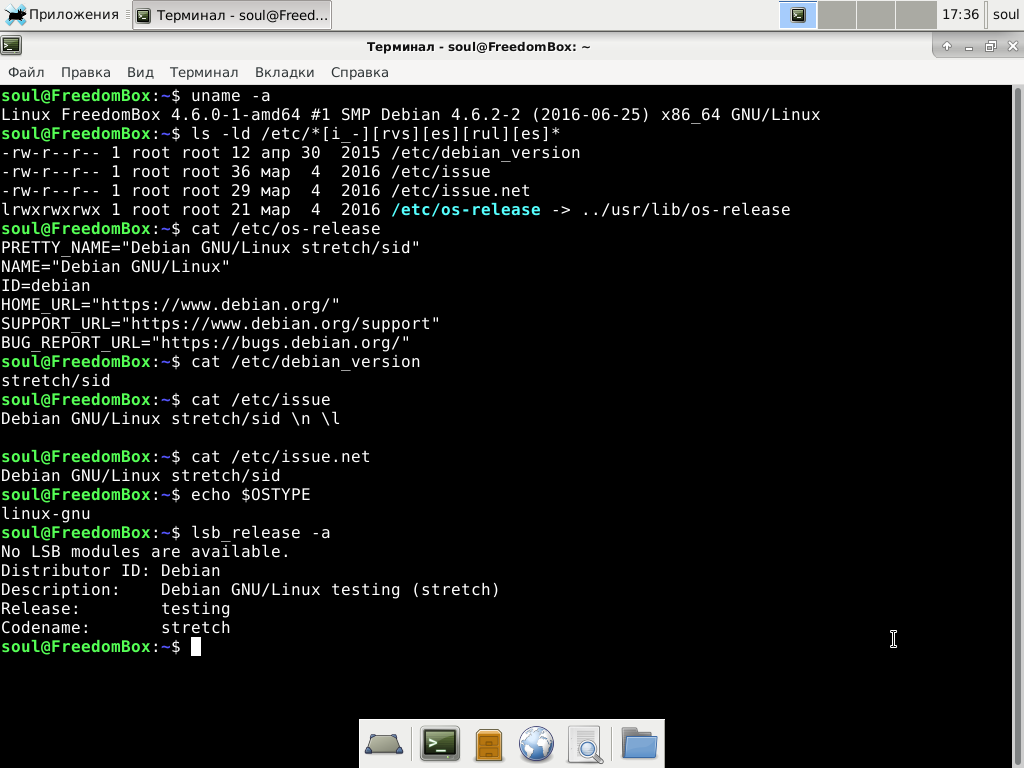 Приложения Терминал - soul@Freed... 17:36 soul
Терминал - soul@FreedomBox: ~
Файл Правка Вид Терминал Вкладки Справка
soul@FreedomBox:~$ uname -a
Linux FreedomBox 4.6.0-1-amd64 #1 SMP Debian 4.6.2-2 (2016-06-25) x86_64 GNU/Linux
soul@FreedomBox:~$ ls -ld /etc/*[i_-][rvs][es][rul][es]*
-rw-r--r-- 1 root root 12 апр 30  2015 /etc/debian_version
-rw-r--r-- 1 root root 36 мар  4  2016 /etc/issue
-rw-r--r-- 1 root root 29 мар  4  2016 /etc/issue.net
lrwxrwxrwx 1 root root 21 мар  4  2016 /etc/os-release -> ../usr/lib/os-release
soul@FreedomBox:~$ cat /etc/os-release
PRETTY_NAME="Debian GNU/Linux stretch/sid"
NAME="Debian GNU/Linux"
ID=debian
HOME_URL="https://www.debian.org/"
SUPPORT_URL="https://www.debian.org/support"
BUG_REPORT_URL="https://bugs.debian.org/"
soul@FreedomBox:~$ cat /etc/debian_version
stretch/sid
soul@FreedomBox:~$ cat /etc/issue
Debian GNU/Linux stretch/sid \n \l

soul@FreedomBox:~$ cat /etc/issue.net
Debian GNU/Linux stretch/sid
soul@FreedomBox:~$ echo $OSTYPE
linux-gnu
soul@FreedomBox:~$ lsb_release -a
No LSB modules are available.
Distributor ID: Debian
Description:    Debian GNU/Linux testing (stretch)
Release:        testing
Codename:       stretch
soul@FreedomBox:~$